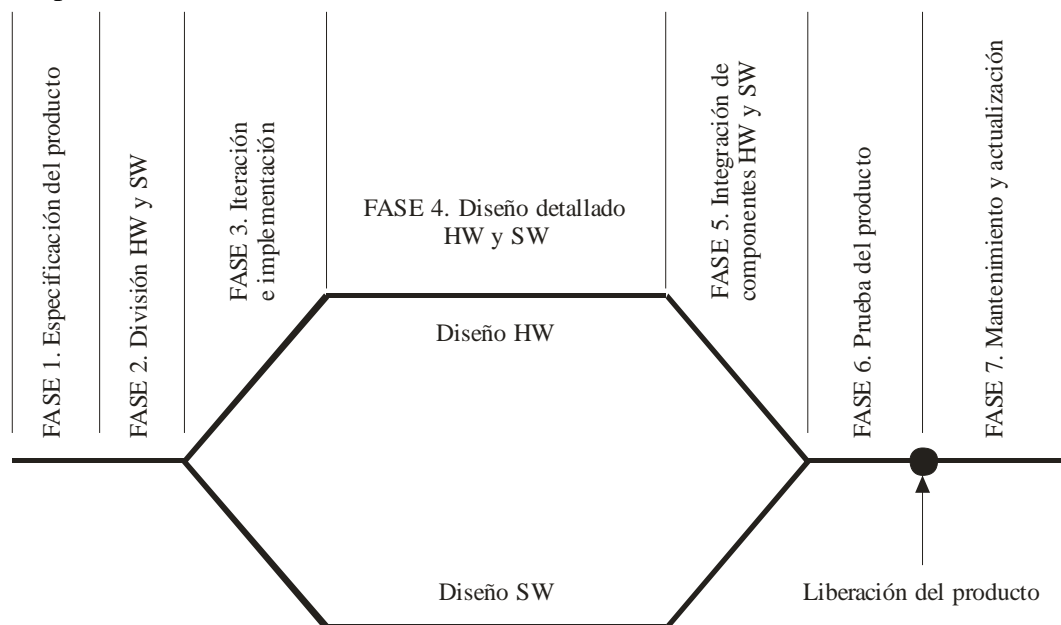 FASE 1. Especificación del producto
FASE 2. División HW y SW
FASE 3. Iteración
e implementación
FASE 4. Diseño detallado
HW y SW
FASE 5. Integración de
componentes HW y SW
FASE 6. Prueba del producto
FASE 7. Mantenimiento y actualización
Diseño HW
Diseño SW
Liberación del producto